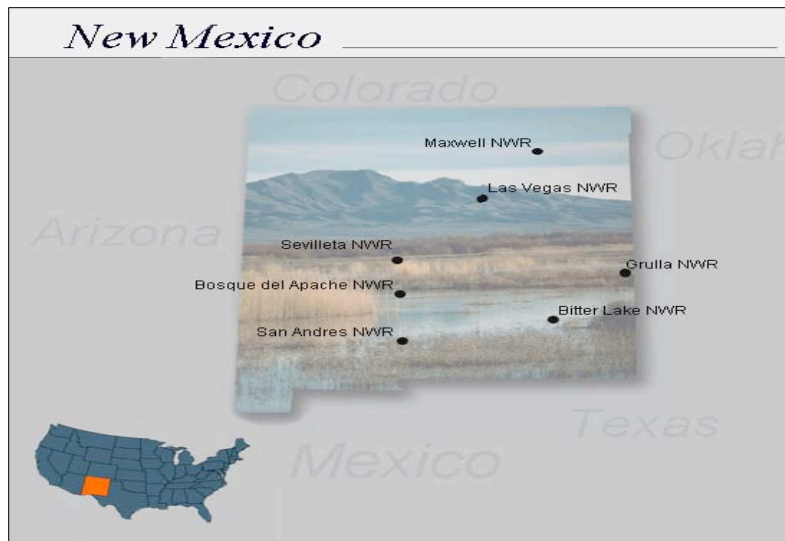 New Mexico
Colorado
Maxwell NWR
Oklah
Las Vegas NWR
Arizona
Sevilleta NWR
Grulla NWR
Bosque del Apache NWR
Bitter Lake NWR
San Andres NWR
Texas
Mexico